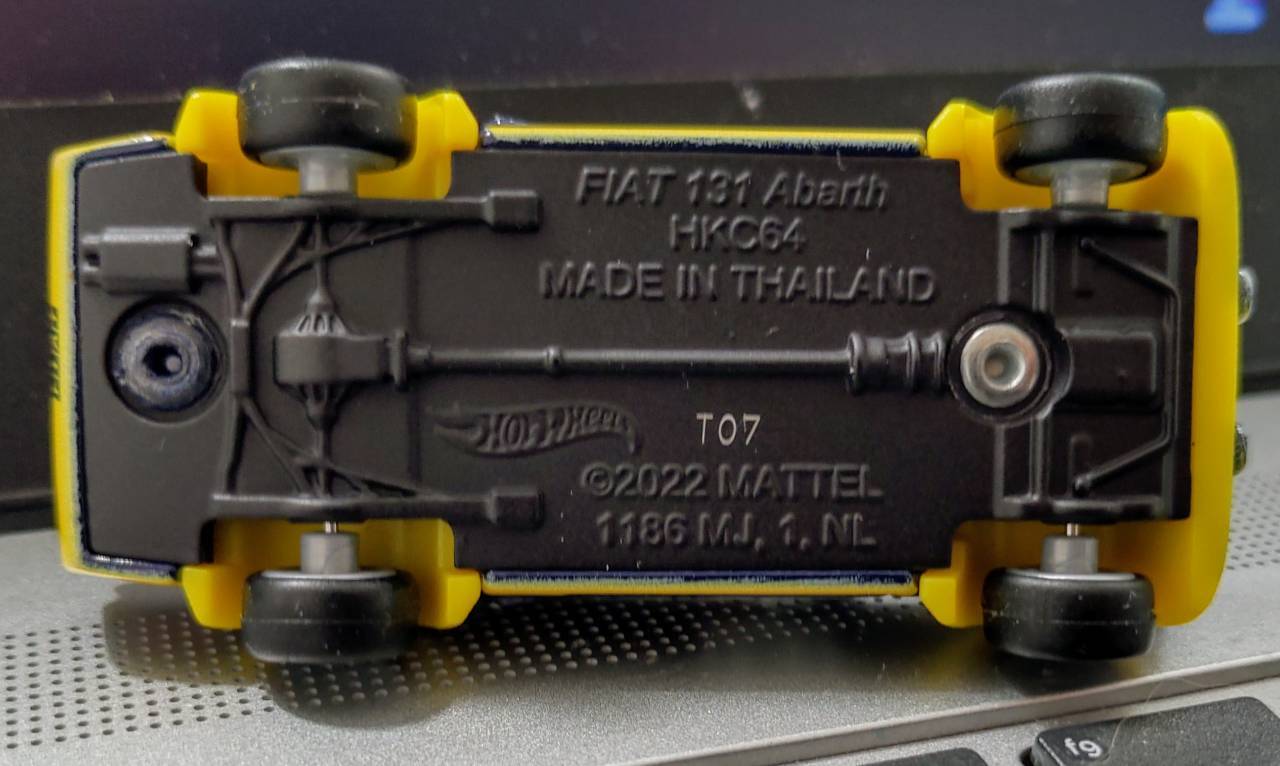 FIAT 131 Abarth
HKC64
MADE IN THAILAND
HOT WHEELS
T07
©2022 MATTEL
1186 MJ, 1, NL
f9